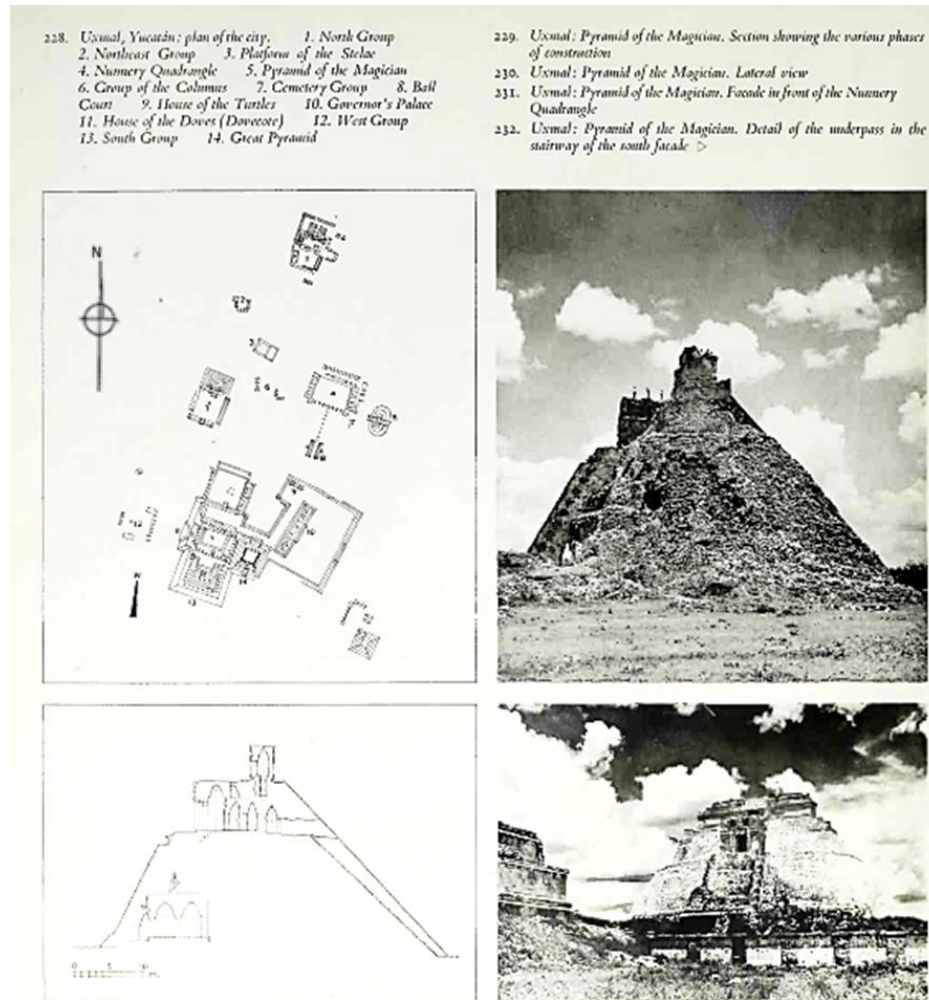 228. Uxmal, Yucatán: plan of the city. 1. North Group
2. Northeast Group 3. Platform of the Stelae
4. Nunnery Quadrangle 5. Pyramid of the Magician
6. Group of the Columns 7. Cemetery Group 8. Ball
Court 9. House of the Turtles 10. Governor's Palace
11. House of the Doves (Dovecote) 12. West Group
13. South Group 14. Great Pyramid
229. Uxmal: Pyramid of the Magician. Section showing the various phases
of construction
230. Uxmal: Pyramid of the Magician. Lateral view
231. Uxmal: Pyramid of the Magician. Facade in front of the Nunnery
Quadrangle
232. Uxmal: Pyramid of the Magician. Detail of the underpass in the
stairway of the south facade ▷
N
N
0 5 10
m.